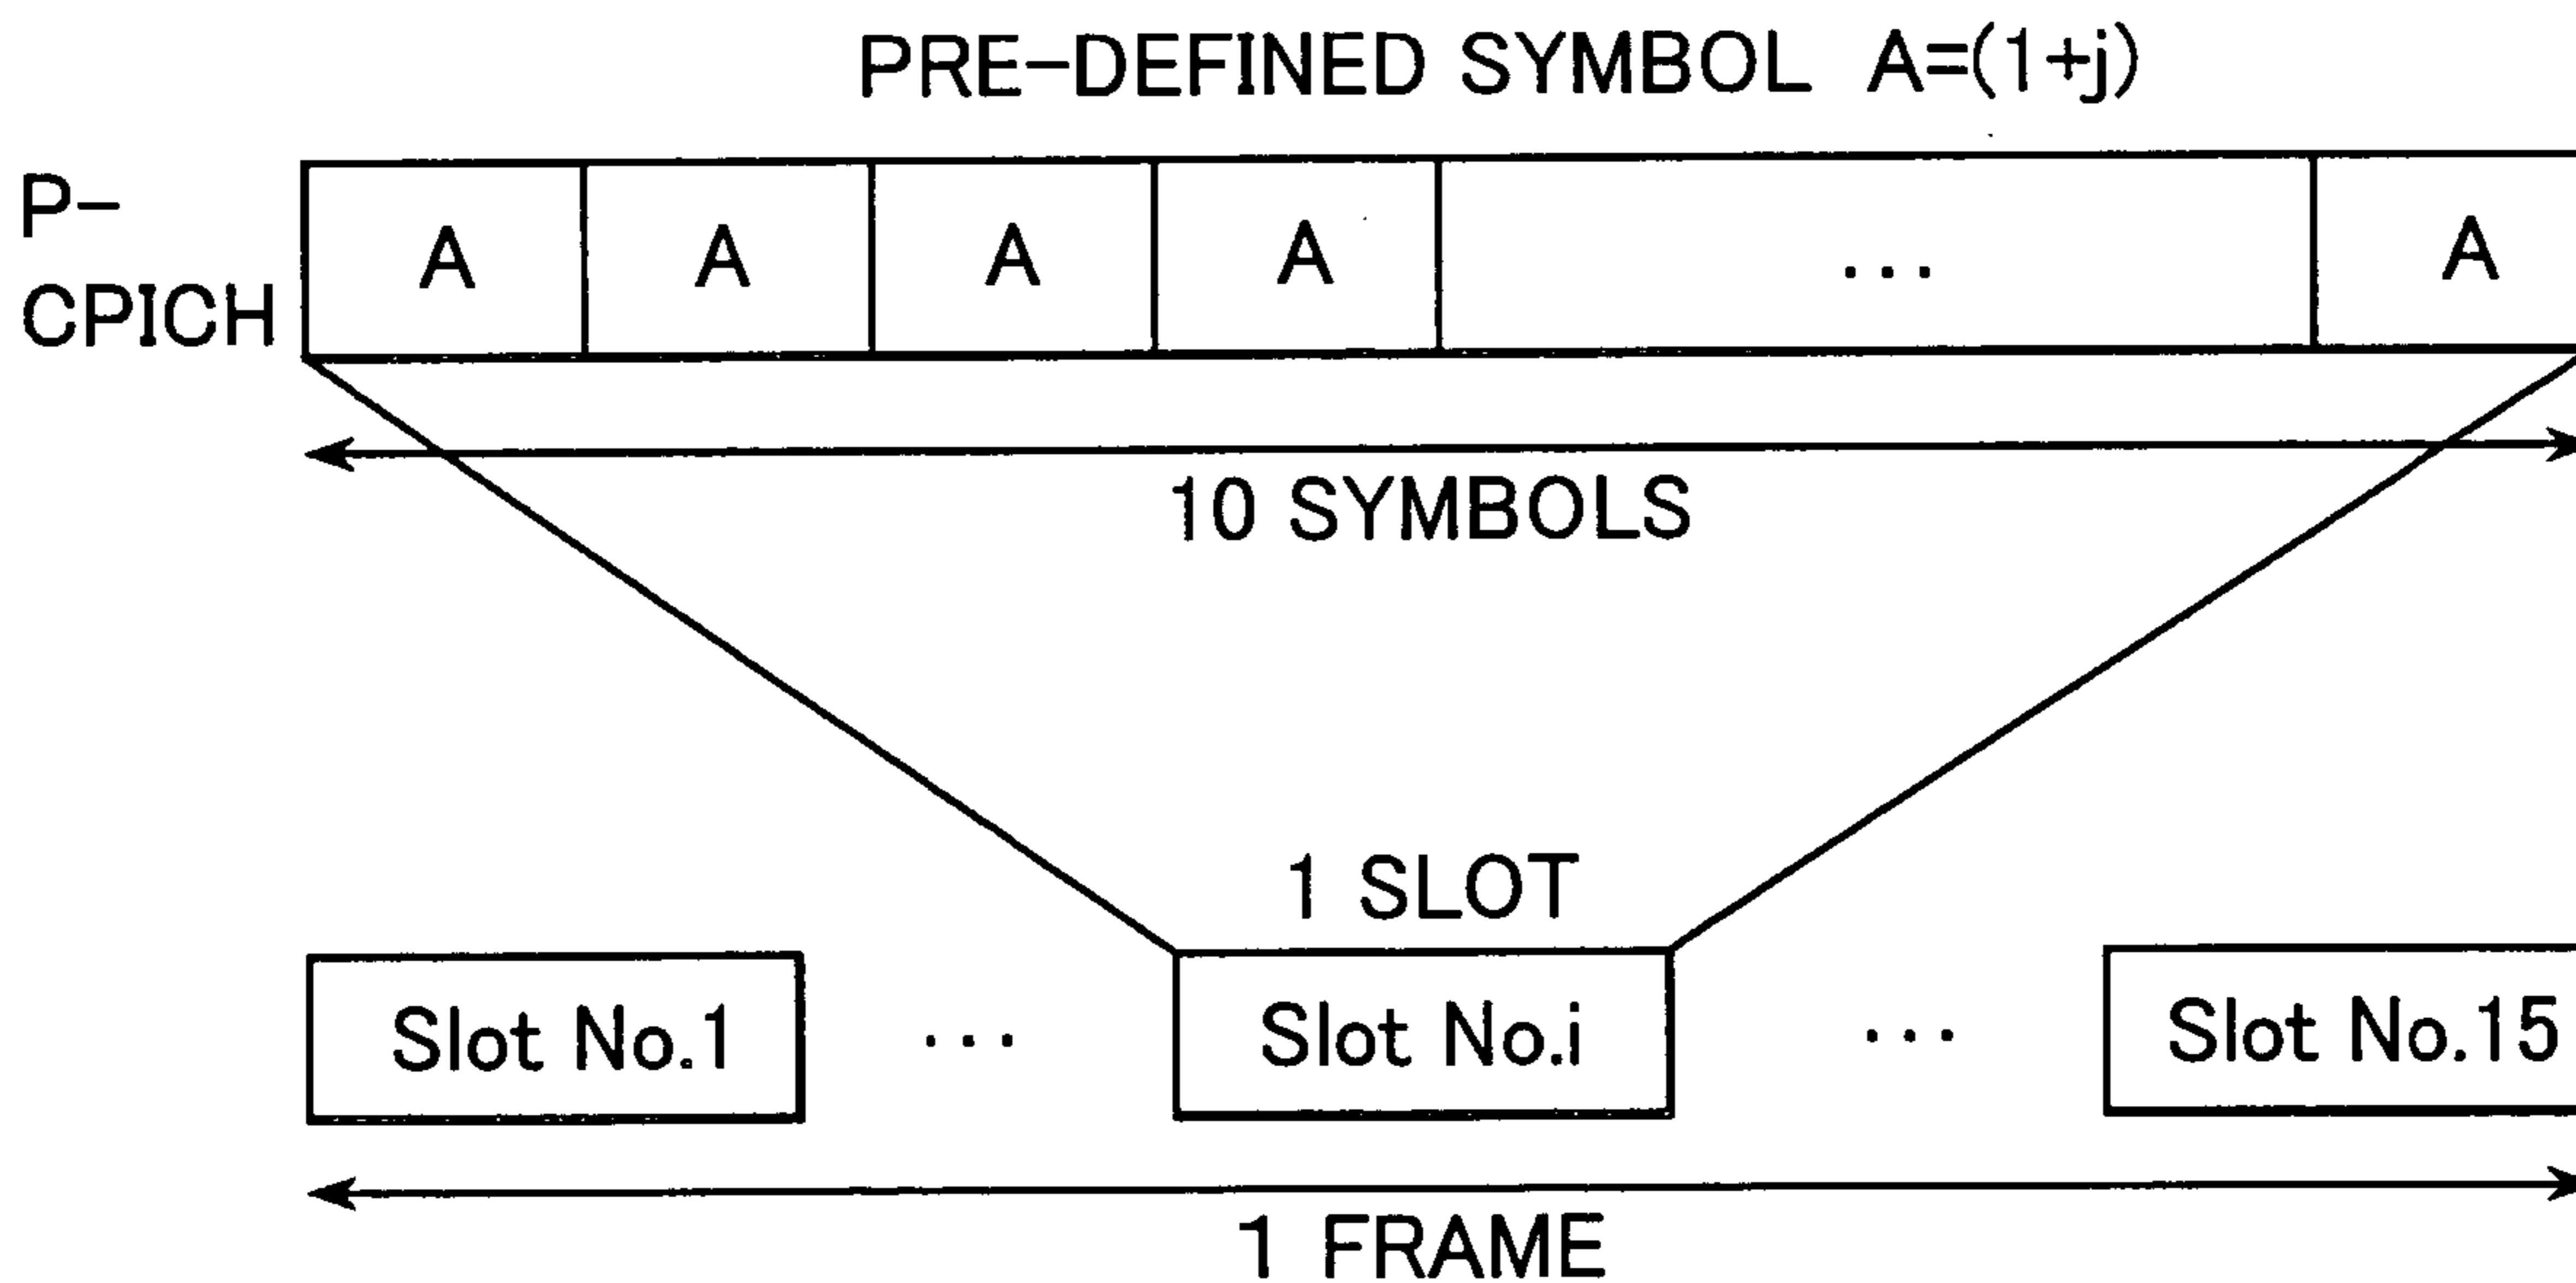 PRE-DEFINED SYMBOL A=(1+j)
P-
CPICH
A A A A ... A
10 SYMBOLS
1 SLOT
Slot No.1 ... Slot No.i ... Slot No.15
1 FRAME